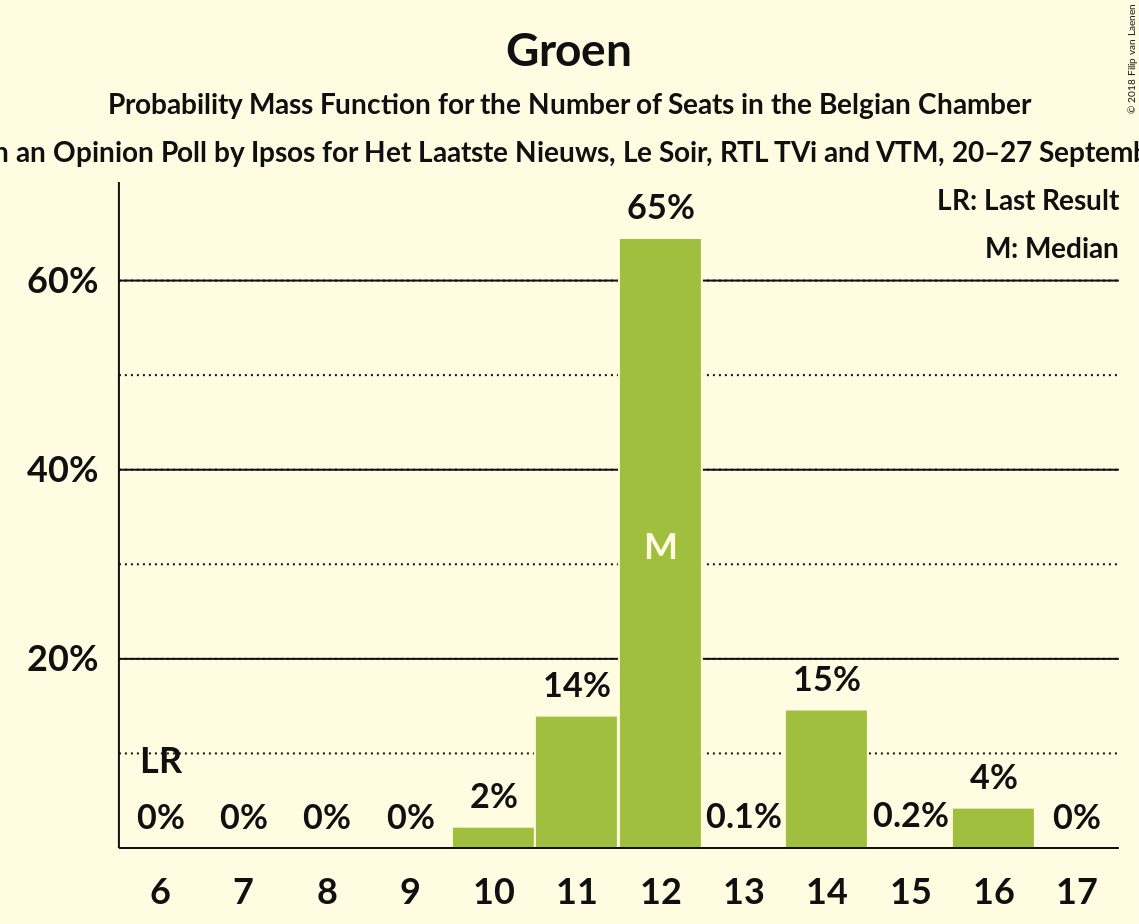 Groen
Probability Mass Function for the Number of Seats in the Belgian Chamber
an Opinion Poll by Ipsos for Het Laatste Nieuws, Le Soir, RTL TVi and VTM, 20–27
© 2018 Filip van Laenen
LR: Last Result
M: Median
65%
60%
40%
M
20%
14%
15%
LR
0%
0%
0%
0%
2%
0.1%
0.2%
4%
0%
6 7 8 9 10 11 12 13 14 15 16 17